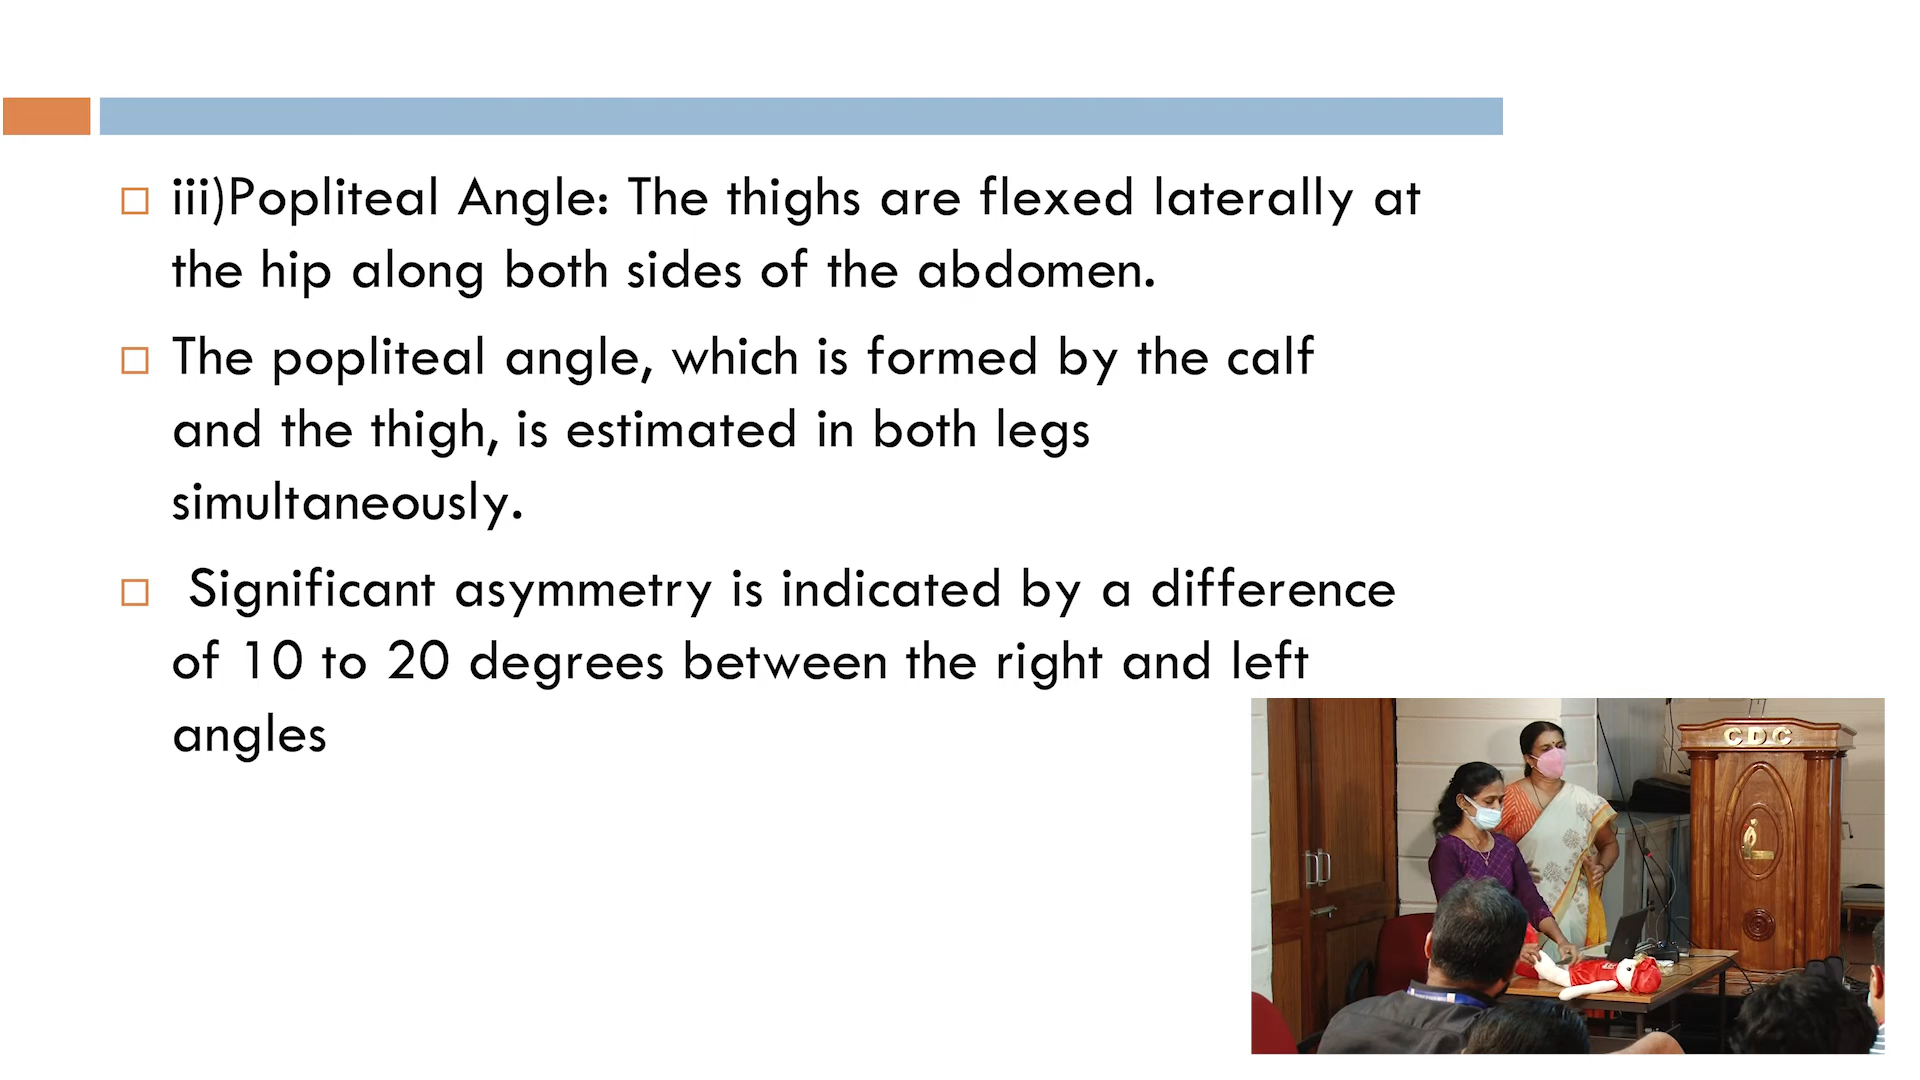 iii)Popliteal Angle: The thighs are flexed laterally at
the hip along both sides of the abdomen.
The popliteal angle, which is formed by the calf
and the thigh, is estimated in both legs
simultaneously.
Significant asymmetry is indicated by a difference
of 10 to 20 degrees between the right and left
angles
CDC